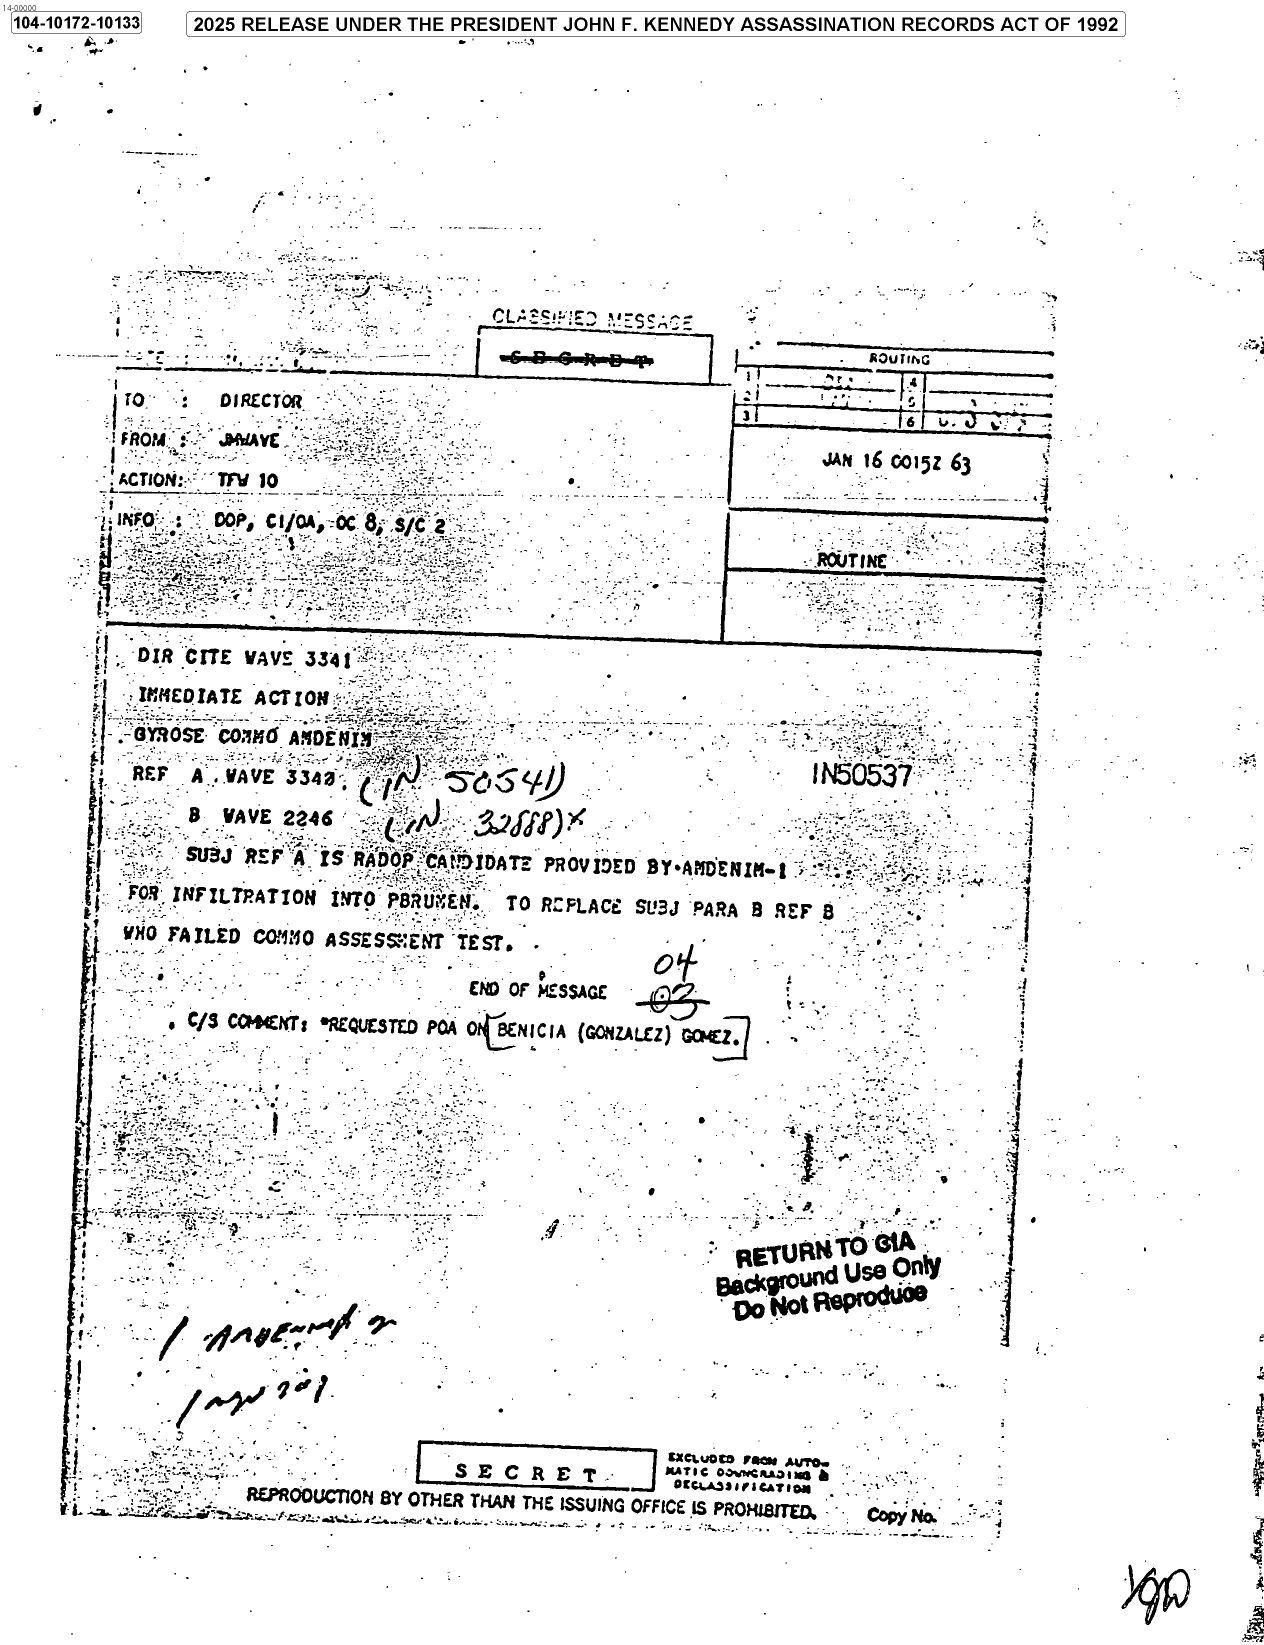 14-00000
104-10172-10133
2025 RELEASE UNDER THE PRESIDENT JOHN F. KENNEDY ASSASSINATION RECORDS ACT OF 1992
CLASSIFIED MESSAGE
SECRET
ROUTING
1 4
2 5
3 6
TO : DIRECTOR
FROM : JMWAVE
ACTION: TFW 10
INFO : DDP, CI/OA, OC 8, S/C 2
JAN 16 0015Z 63
ROUTINE
DIR CITE WAVE 3341
IMMEDIATE ACTION
GYROSE COMMO AMDENIM
REF A. WAVE 3342. (IN 50541)
IN50537
B WAVE 2246 (IN 32888)*
SUBJ REF A IS RADOP CANDIDATE PROVIDED BY AMDENIM-1
FOR INFILTRATION INTO PBRUMEN. TO REPLACE SUBJ PARA B REF B
WHO FAILED COMMO ASSESSMENT TEST.
04
END OF MESSAGE 03
C/S COMMENT: *REQUESTED POA ON [BENICIA (GONZALEZ) GOMEZ.]
RETURN TO CIA
Background Use Only
Do Not Reproduce
SECRET
EXCLUDED FROM AUTO-
MATIC DOWNGRADING &
DECLASSIFICATION
REPRODUCTION BY OTHER THAN THE ISSUING OFFICE IS PROHIBITED.
Copy No.